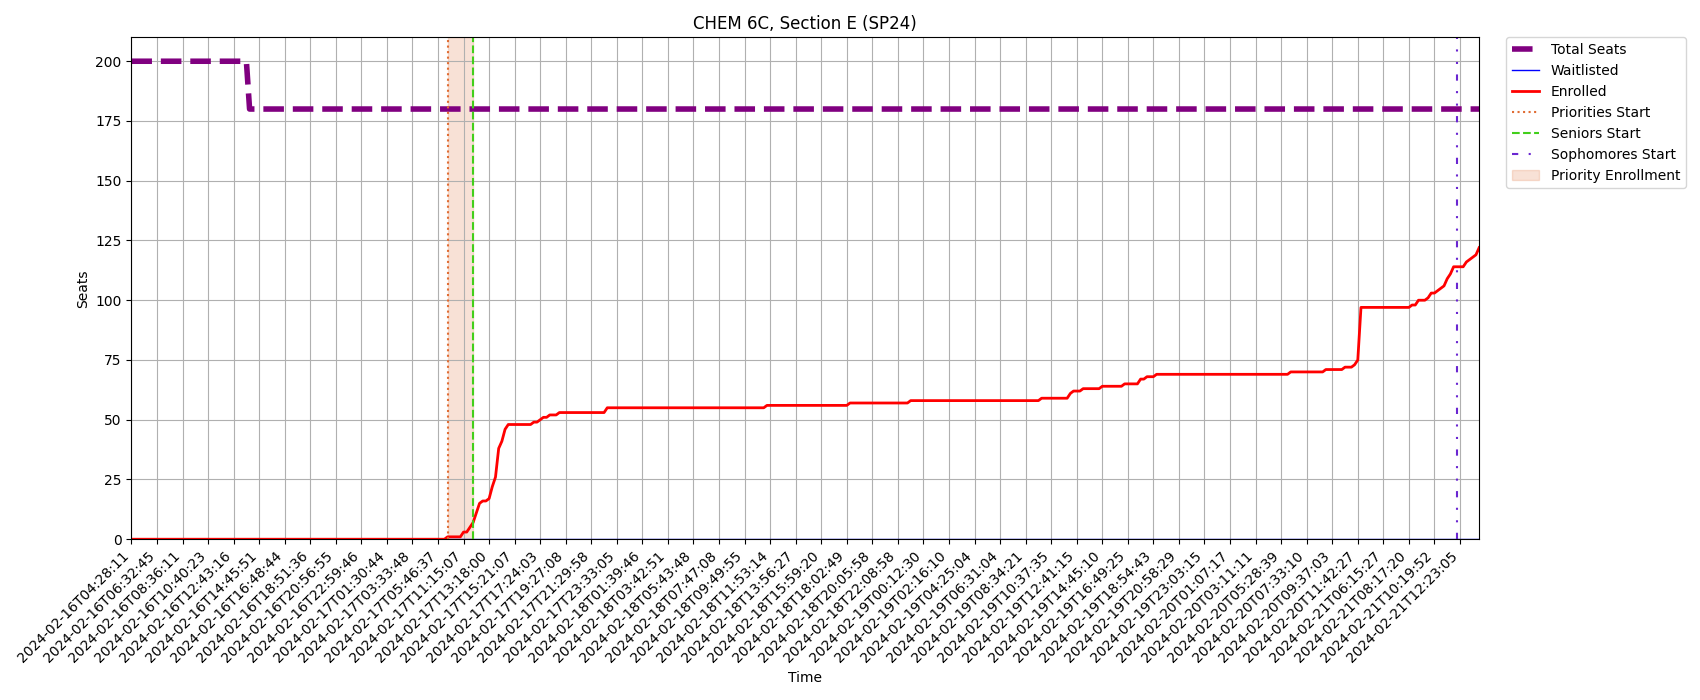 CHEM 6C, Section E (SP24)
Total Seats
Waitlisted
Enrolled
Priorities Start
Seniors Start
Sophomores Start
Priority Enrollment
Seats
200
175
150
125
100
75
50
25
0
2024-02-16T04:28:11
2024-02-16T06:32:45
2024-02-16T08:36:11
2024-02-16T10:40:23
2024-02-16T12:43:16
2024-02-16T14:45:51
2024-02-16T16:48:44
2024-02-16T18:51:36
2024-02-16T20:56:55
2024-02-16T22:59:46
2024-02-17T01:30:44
2024-02-17T03:33:48
2024-02-17T05:46:37
2024-02-17T11:15:07
2024-02-17T13:18:00
2024-02-17T15:21:07
2024-02-17T17:24:03
2024-02-17T19:27:08
2024-02-17T21:29:58
2024-02-17T23:33:05
2024-02-18T01:39:46
2024-02-18T03:42:51
2024-02-18T05:43:48
2024-02-18T07:47:08
2024-02-18T09:49:55
2024-02-18T11:53:14
2024-02-18T13:56:27
2024-02-18T15:59:20
2024-02-18T18:02:49
2024-02-18T20:05:58
2024-02-18T22:08:58
2024-02-19T00:12:30
2024-02-19T02:16:10
2024-02-19T04:25:04
2024-02-19T06:31:04
2024-02-19T08:34:21
2024-02-19T10:37:35
2024-02-19T12:41:15
2024-02-19T14:45:10
2024-02-19T16:49:25
2024-02-19T18:54:43
2024-02-19T20:58:29
2024-02-19T23:03:15
2024-02-20T01:07:17
2024-02-20T03:11:11
2024-02-20T05:28:39
2024-02-20T07:33:10
2024-02-20T09:37:03
2024-02-20T11:42:27
2024-02-21T06:15:27
2024-02-21T08:17:20
2024-02-21T10:19:52
2024-02-21T12:23:05
Time